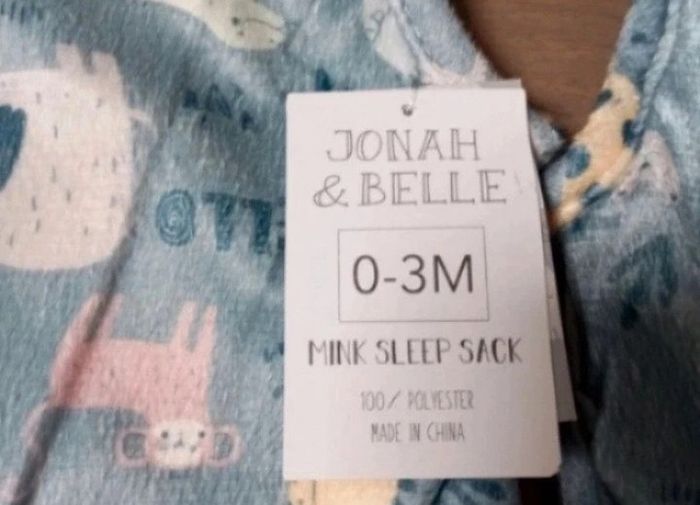 JONAH
& BELLE
0-3M
MINK SLEEP SACK
100% POLYESTER
MADE IN CHINA